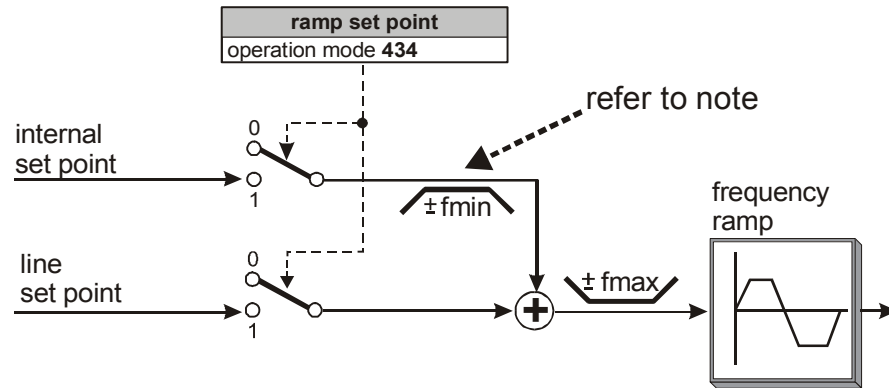 ramp set point
operation mode 434
refer to note
0
internal
set point
1
± fmin
frequency
ramp
0
line
set point
1
+
± fmax